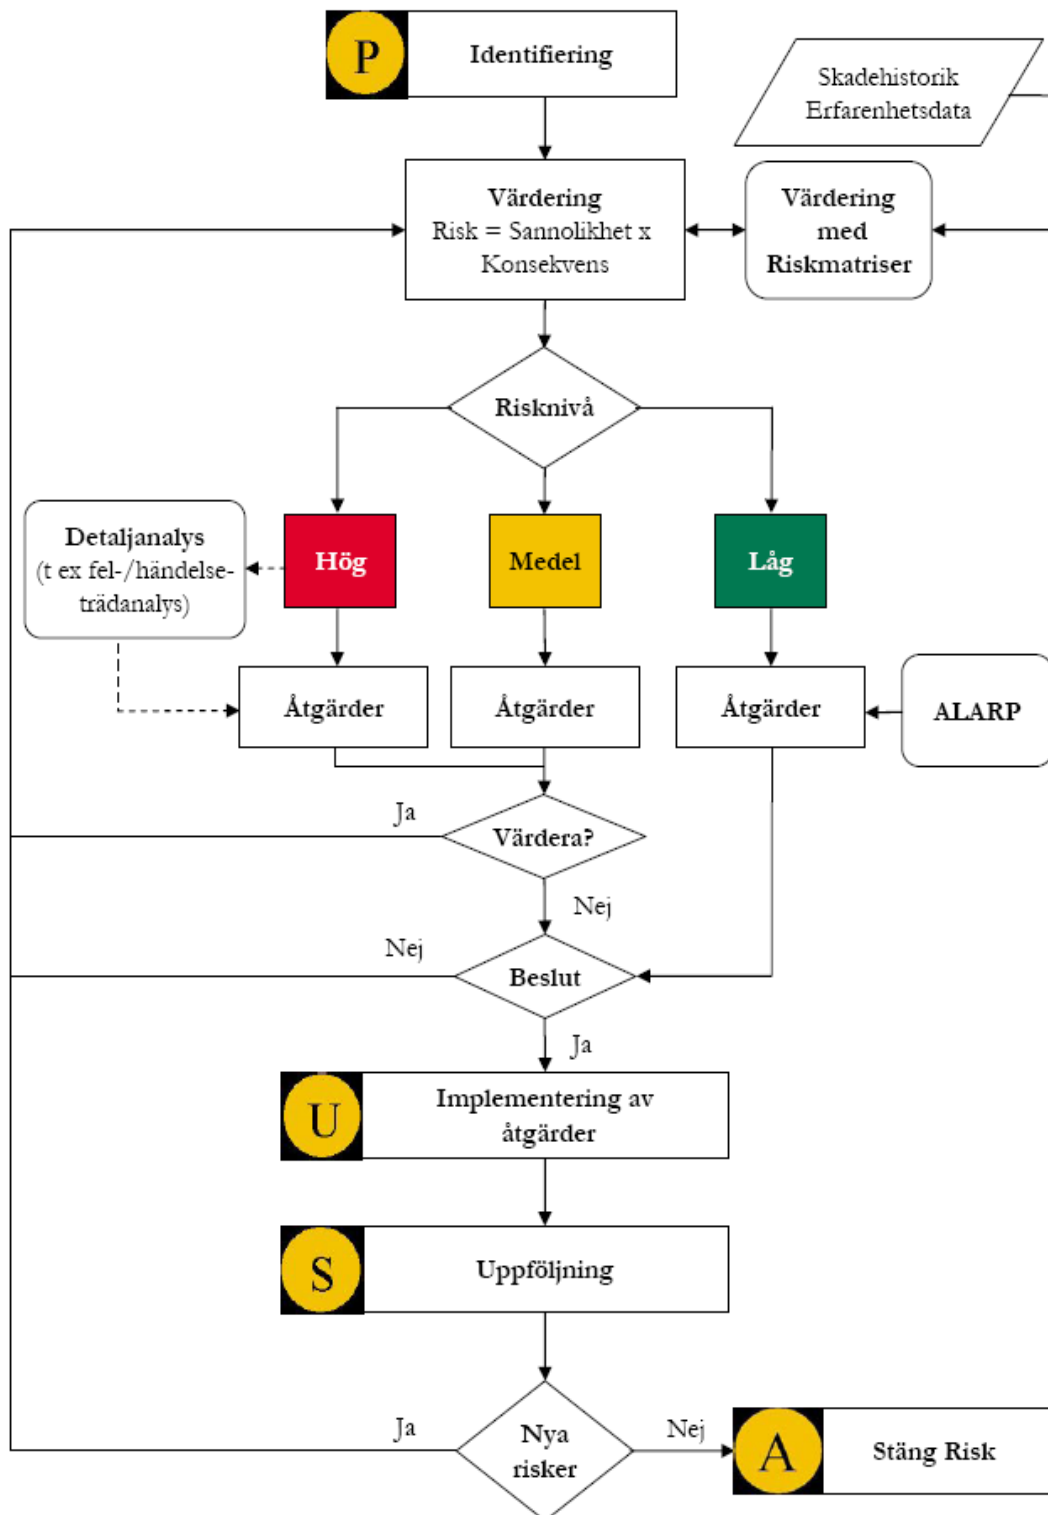 P
Identifiering
Skadehistorik
Erfarenhetsdata
Värdering
Risk = Sannolikhet x
Konsekvens
Värdering
med
Riskmatriser
Risknivå
Detaljanalys
(t ex fel-/händelse-
trädanalys)
Hög
Medel
Låg
Åtgärder
Åtgärder
Åtgärder
ALARP
Ja
Värdera?
Nej
Nej
Beslut
Ja
U
Implementering av
åtgärder
S
Uppföljning
Ja
Nya
risker
Nej
A
Stäng Risk